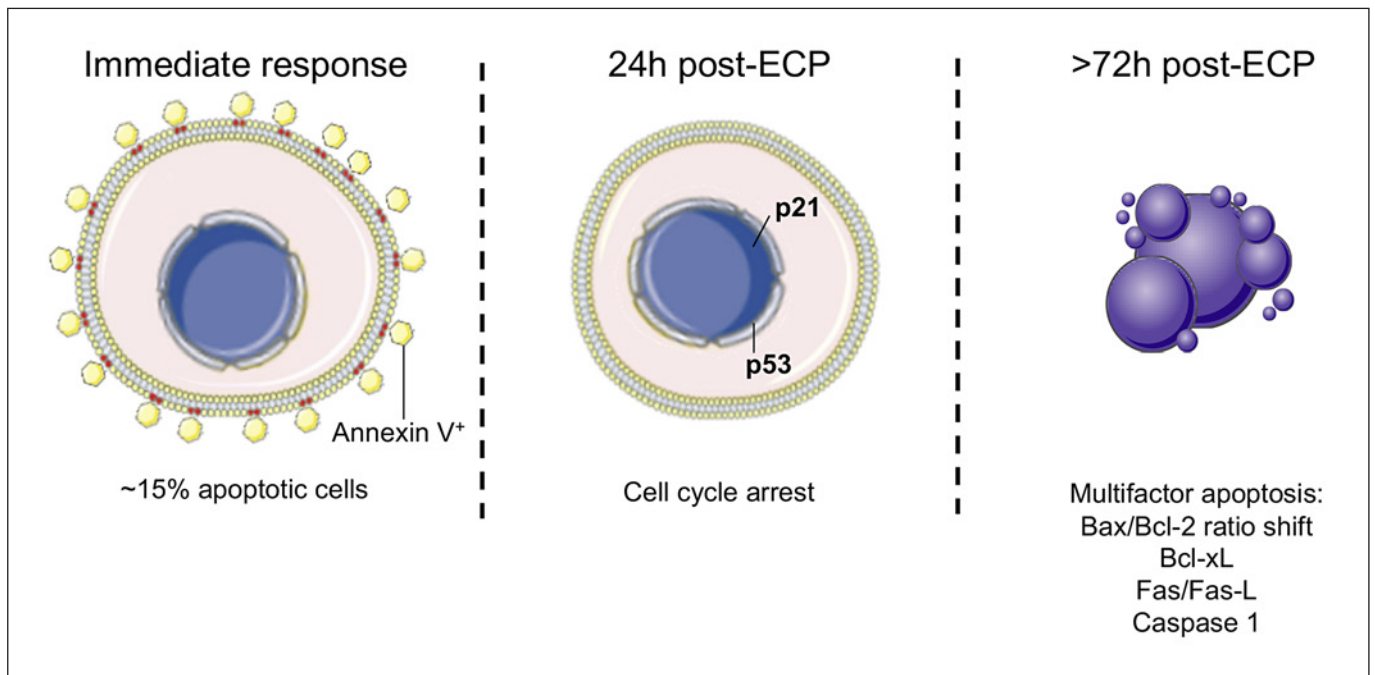 Immediate response
Annexin V⁺
~15% apoptotic cells
24h post-ECP
p21
p53
Cell cycle arrest
>72h post-ECP
Multifactor apoptosis:
Bax/Bcl-2 ratio shift
Bcl-xL
Fas/Fas-L
Caspase 1